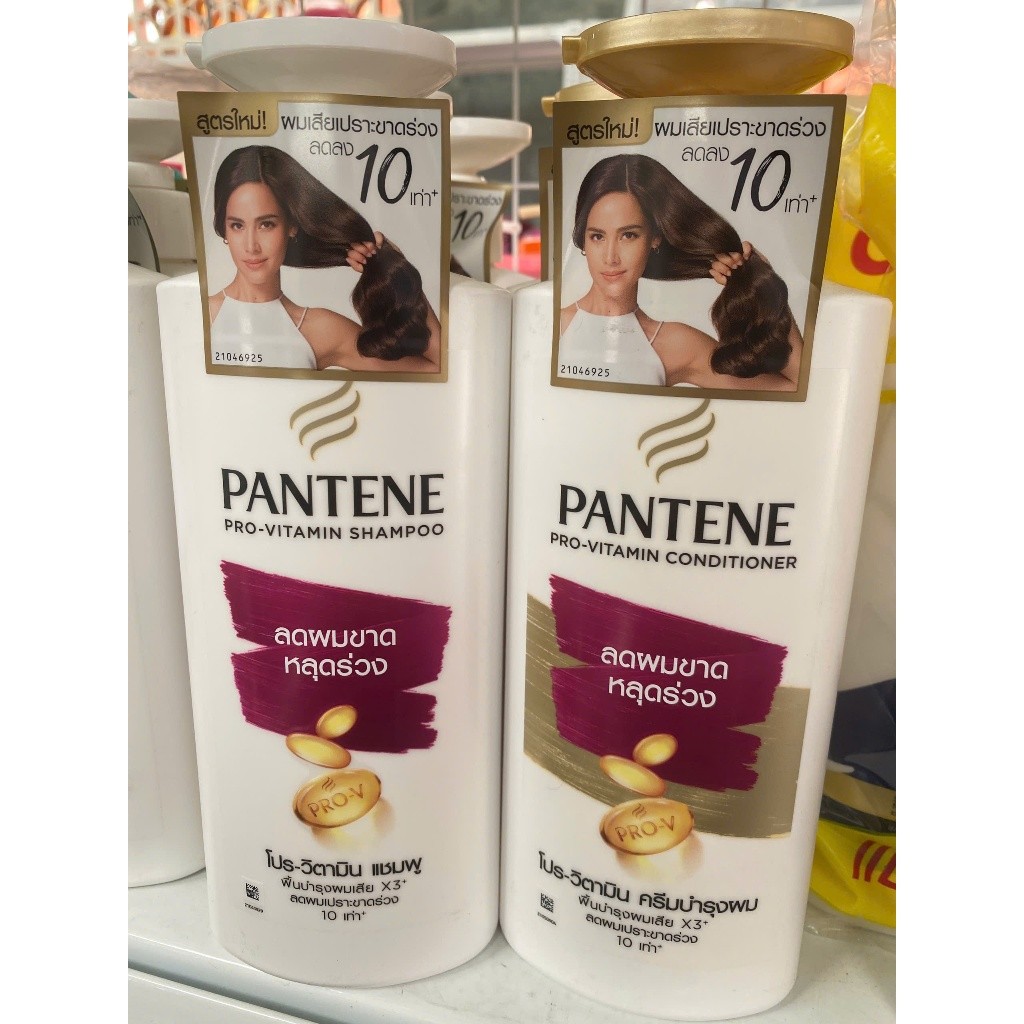 สูตรใหม่!
ผมเสียเปราะขาดร่วง
ลดลง 10 เท่า+
21046925
PANTENE
PRO-VITAMIN SHAMPOO
ลดผมขาด
หลุดร่วง
PRO-V
โปร-วิตามิน แชมพู
ฟื้นบำรุงผมเสีย X3+
ลดผมเปราะขาดร่วง
10 เท่า+
สูตรใหม่!
ผมเสียเปราะขาดร่วง
ลดลง 10 เท่า+
21046925
PANTENE
PRO-VITAMIN CONDITIONER
ลดผมขาด
หลุดร่วง
PRO-V
โปร-วิตามิน ครีมบำรุงผม
ฟื้นบำรุงผมเสีย X3+
ลดผมเปราะขาดร่วง
10 เท่า+